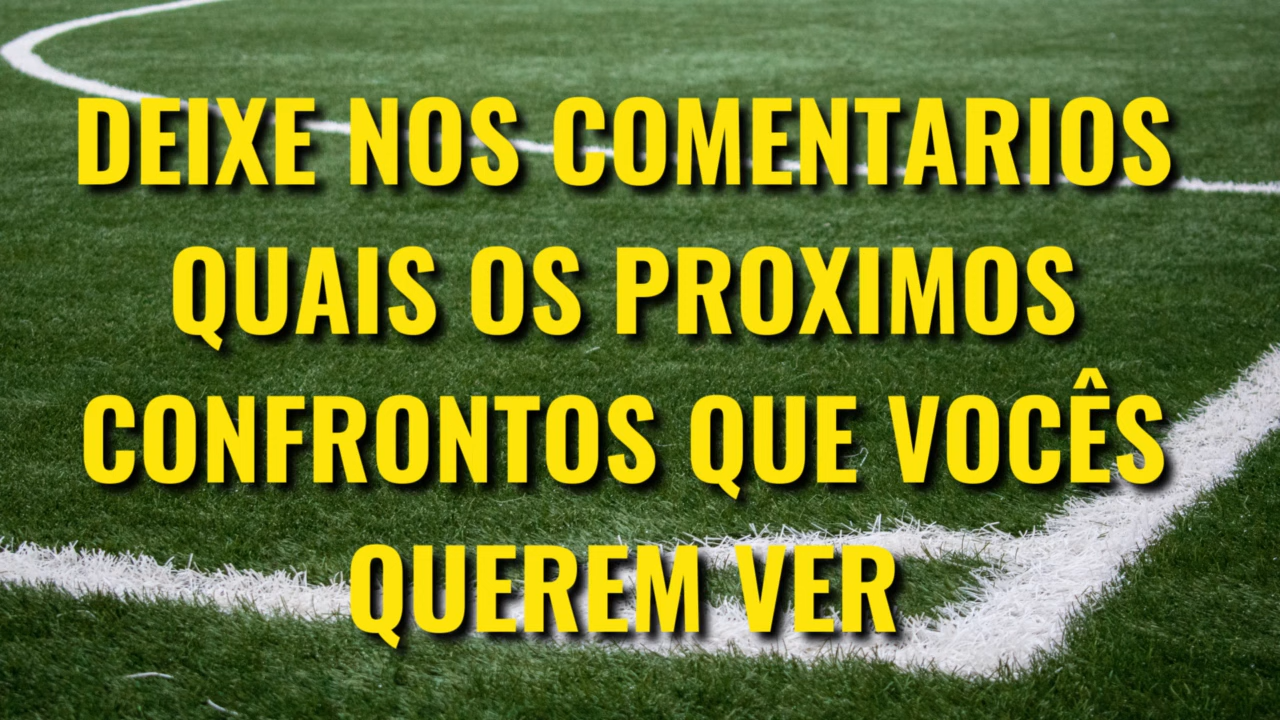 DEIXE NOS COMENTARIOS
QUAIS OS PROXIMOS
CONFRONTOS QUE VOCÊS
QUEREM VER